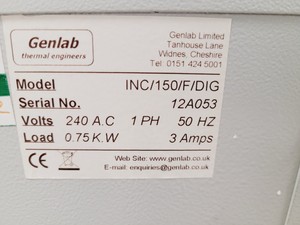 Genlab
thermal engineers
Genlab Limited
Tanhouse Lane
Widnes, Cheshire
Tel: 0151 424 5001
Model INC/150/F/DIG
Serial No. 12A053
Volts 240 A.C 1 PH 50 HZ
Load 0.75 K.W 3 Amps
CE
Web Site: www.genlab.co.uk
E-mail: enquiries@genlab.co.uk